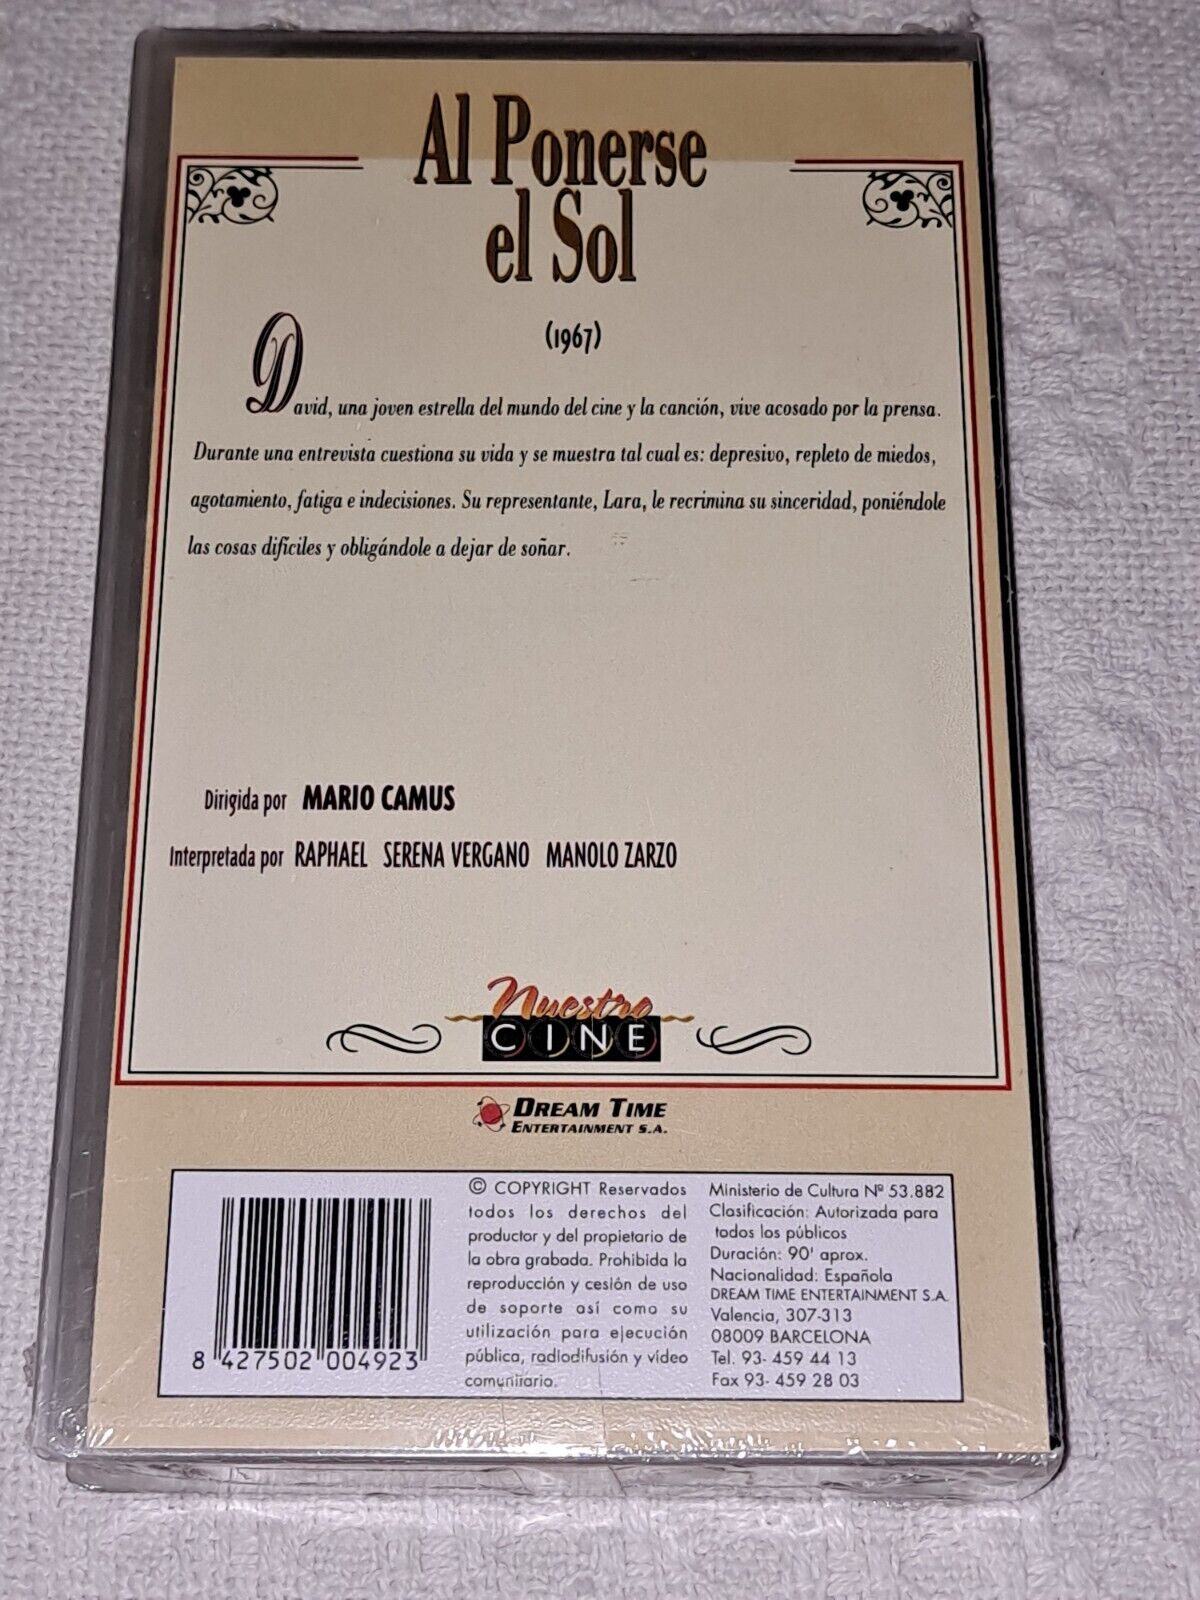 Al Ponerse
el Sol
(1967)
David, una joven estrella del mundo del cine y la canción, vive acosado por la prensa.
Durante una entrevista cuestiona su vida y se muestra tal cual es: depresivo, repleto de miedos,
agotamiento, fatiga e indecisiones. Su representante, Lara, le recrimina su sinceridad, poniéndole
las cosas difíciles y obligándole a dejar de soñar.
Dirigida por MARIO CAMUS
Interpretada por RAPHAEL SERENA VERGANO MANOLO ZARZO
Nuestro
CINE
DREAM TIME
ENTERTAINMENT S.A.
8 427502 004923
© COPYRIGHT Reservados
todos los derechos del
productor y del propietario de
la obra grabada. Prohibida la
reproducción y cesión de uso
de soporte así como su
utilización para ejecución
pública, radiodifusión y video
comunitario.
Ministerio de Cultura Nº 53.882
Clasificación: Autorizada para
todos los públicos
Duración: 90' aprox.
Nacionalidad: Española
DREAM TIME ENTERTAINMENT S.A.
Valencia, 307-313
08009 BARCELONA
Tel. 93- 459 44 13
Fax 93- 459 28 03